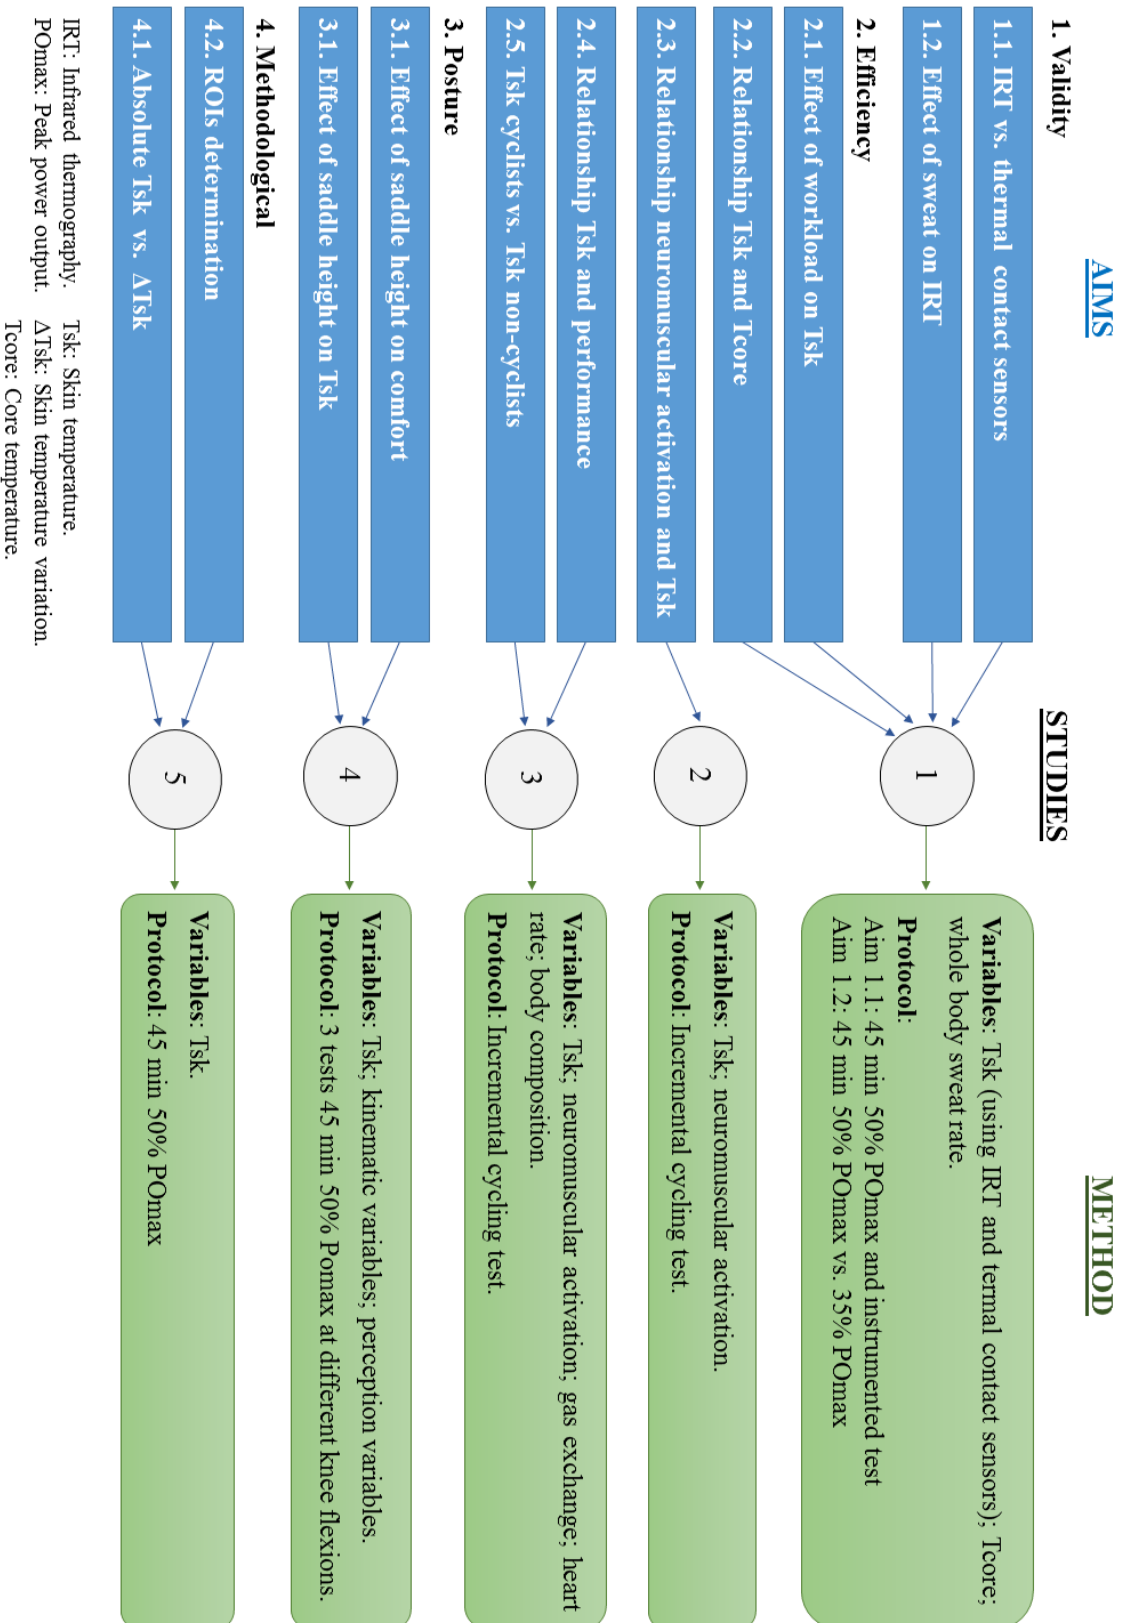 AIMS
STUDIES
METHOD
1. Validity
1.1. IRT vs. thermal contact sensors
1.2. Effect of sweat on IRT
2. Efficiency
2.1. Effect of workload on Tsk
2.2. Relationship Tsk and Tcore
2.3. Relationship neuromuscular activation and Tsk
2.4. Relationship Tsk and performance
2.5. Tsk cyclists vs. Tsk non-cyclists
3. Posture
3.1. Effect of saddle height on comfort
3.1. Effect of saddle height on Tsk
4. Methodological
4.2. ROIs determination
4.1. Absolute Tsk vs. ΔTsk
1
2
3
4
5
Variables: Tsk (using IRT and termal contact sensors); Tcore;
whole body sweat rate.
Protocol:
Aim 1.1: 45 min 50% POmax and instrumented test
Aim 1.2: 45 min 50% POmax vs. 35% POmax
Variables: Tsk; neuromuscular activation.
Protocol: Incremental cycling test.
Variables: Tsk; neuromuscular activation; gas exchange; heart
rate; body composition.
Protocol: Incremental cycling test.
Variables: Tsk; kinematic variables; perception variables.
Protocol: 3 tests 45 min 50% Pomax at different knee flexions.
Variables: Tsk.
Protocol: 45 min 50% POmax
IRT: Infrared thermography. Tsk: Skin temperature.
POmax: Peak power output. ΔTsk: Skin temperature variation.
Tcore: Core temperature.